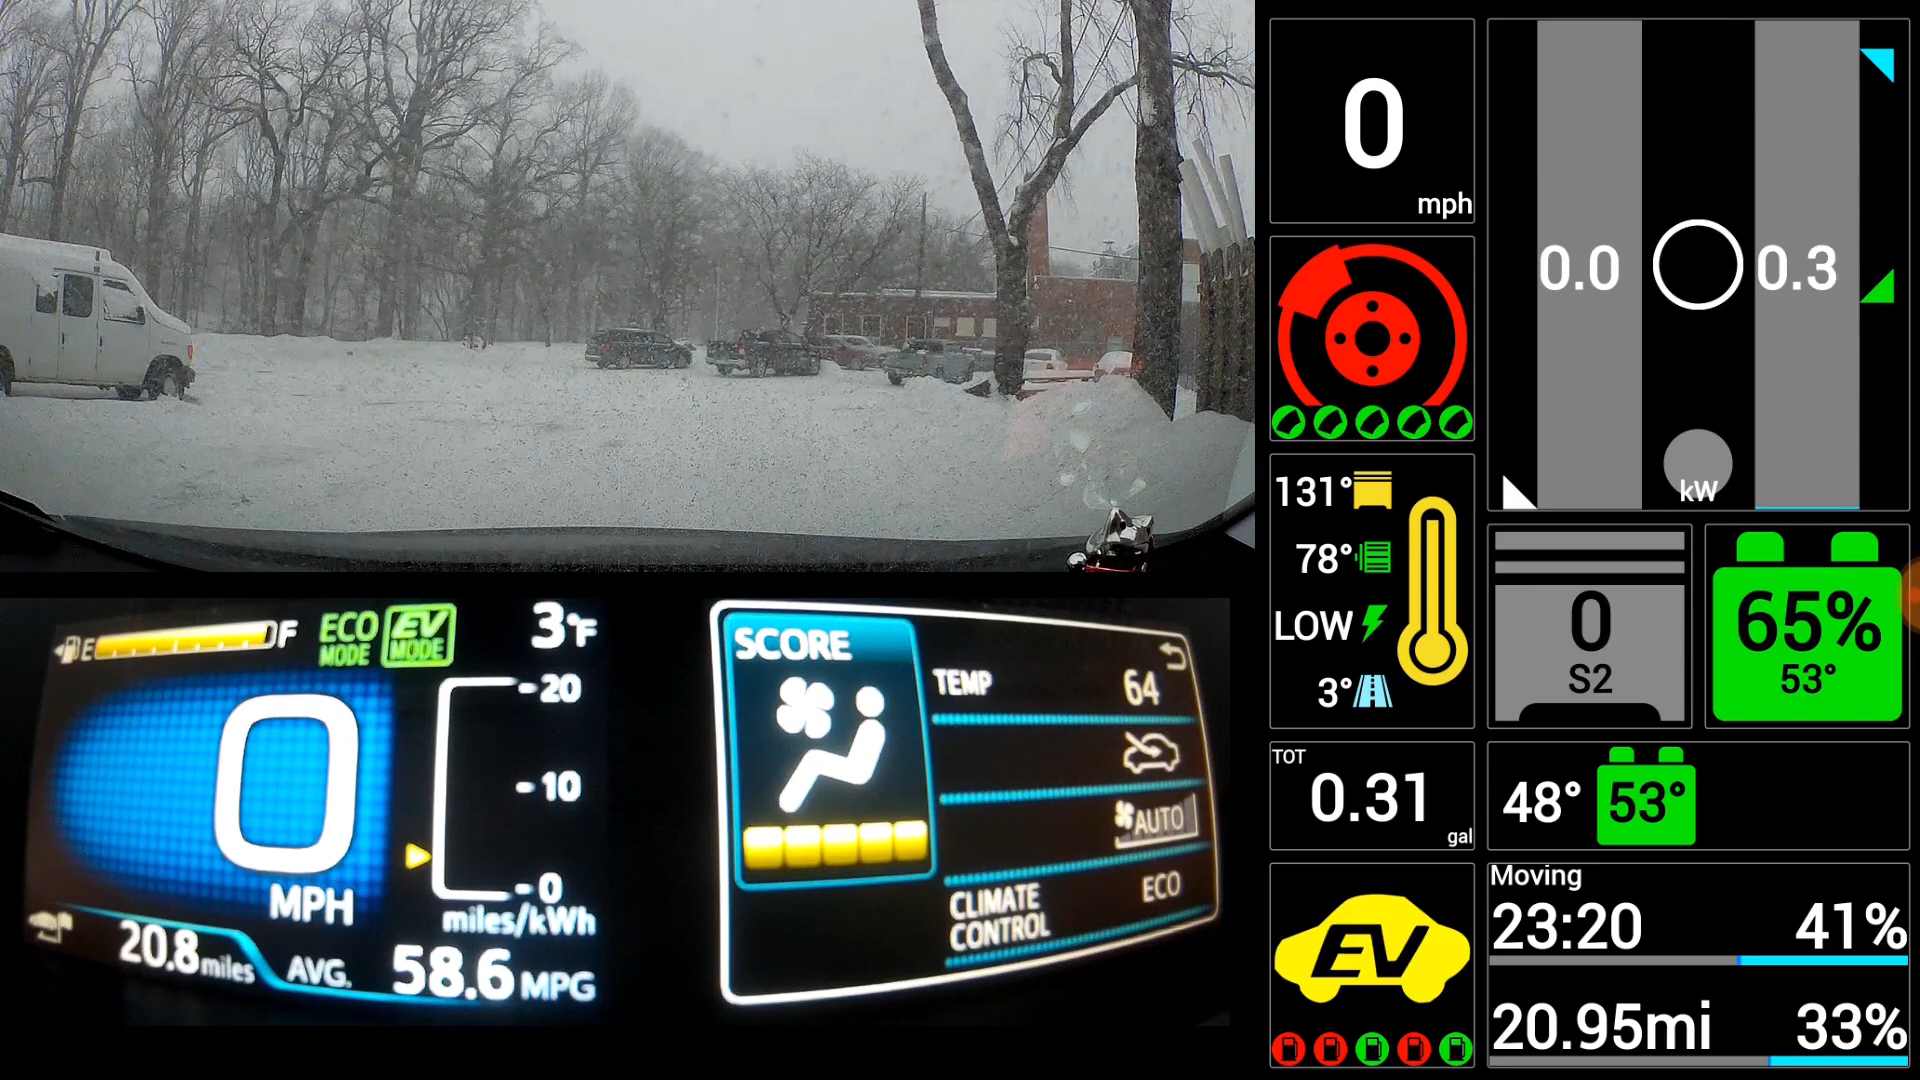 E F ECO MODE EV MODE 3°F
20
0 10
MPH 0
miles/kWh
20.8 miles AVG. 58.6 MPG
SCORE
TEMP 64
AUTO
CLIMATE CONTROL ECO
0
mph
131°
78°
LOW
3°
TOT
0.31
gal
EV
0.0 0.3
kW
0
S2
65%
53°
48° 53°
Moving
23:20 41%
20.95mi 33%